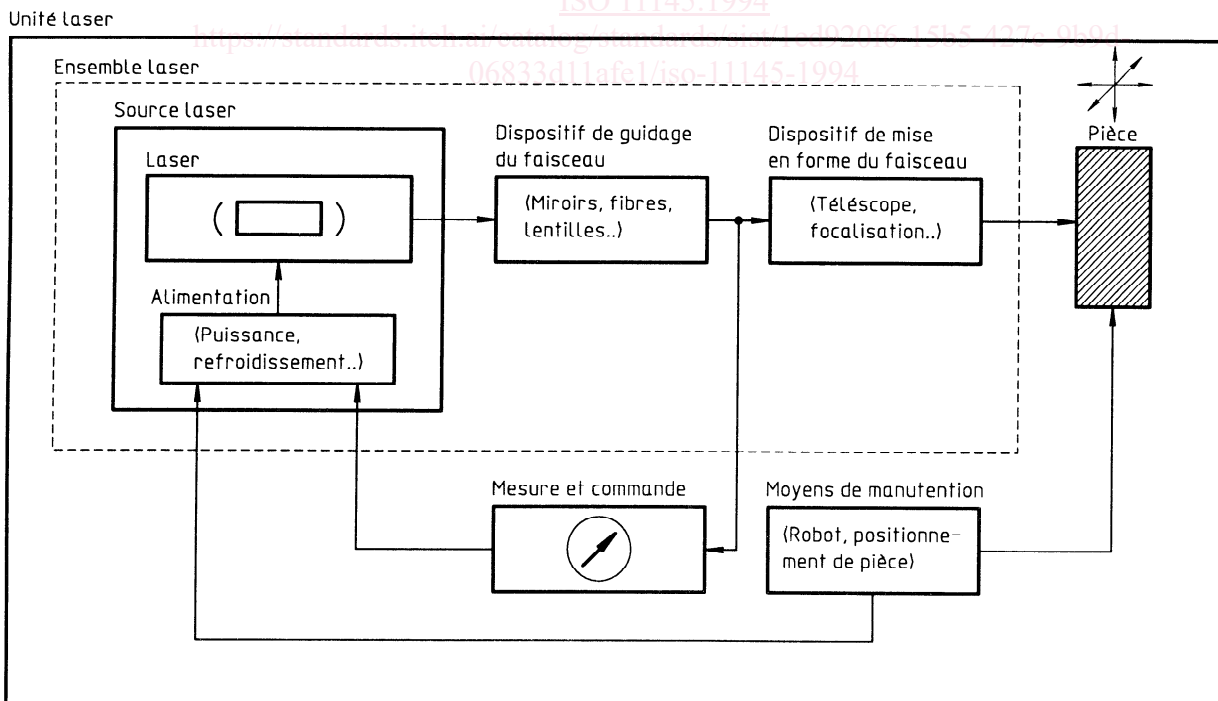 ISO 11145:1994
Unité laser
https://standards.iteh.ai/catalog/standards/sist/1ed920f6-15b5-427e-9b9d-
06833d11afe1/iso-11145-1994
Ensemble laser
Source laser
Laser
Dispositif de guidage
du faisceau
(Miroirs, fibres,
lentilles..)
Dispositif de mise
en forme du faisceau
(Téléscope,
focalisation..)
Pièce
Alimentation
(Puissance,
refroidissement..)
Mesure et commande
Moyens de manutention
(Robot, positionne-
ment de pièce)